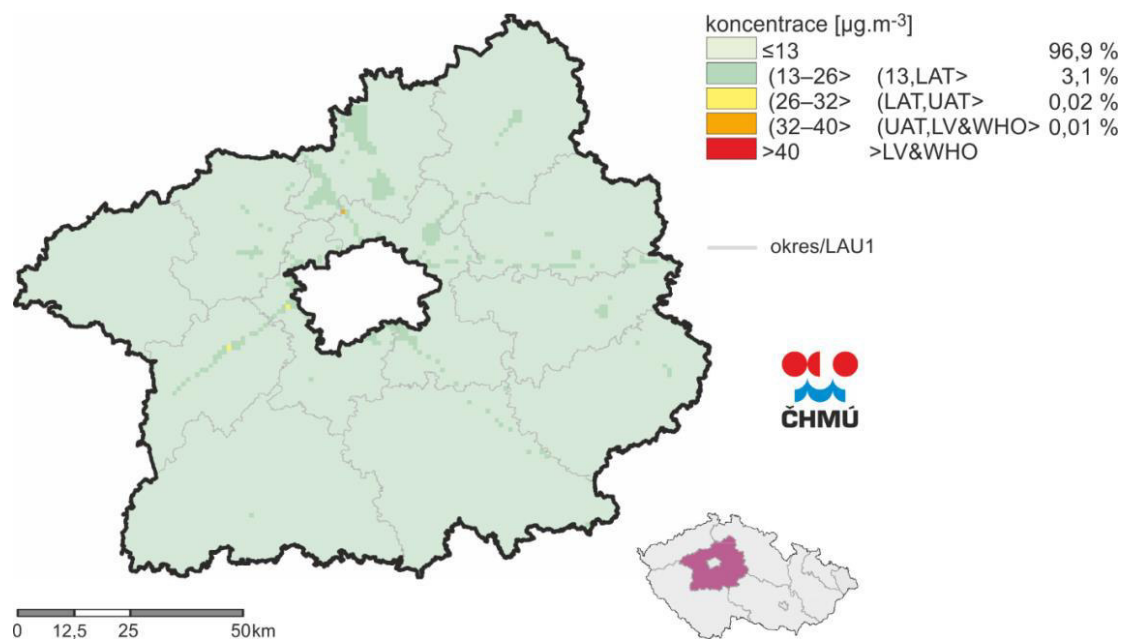 koncentrace [µg.m-3]
≤13 96,9 %
(13–26> (13,LAT> 3,1 %
(26–32> (LAT,UAT> 0,02 %
(32–40> (UAT,LV&WHO> 0,01 %
>40 >LV&WHO
okres/LAU1
ČHMÚ
0 12,5 25 50km